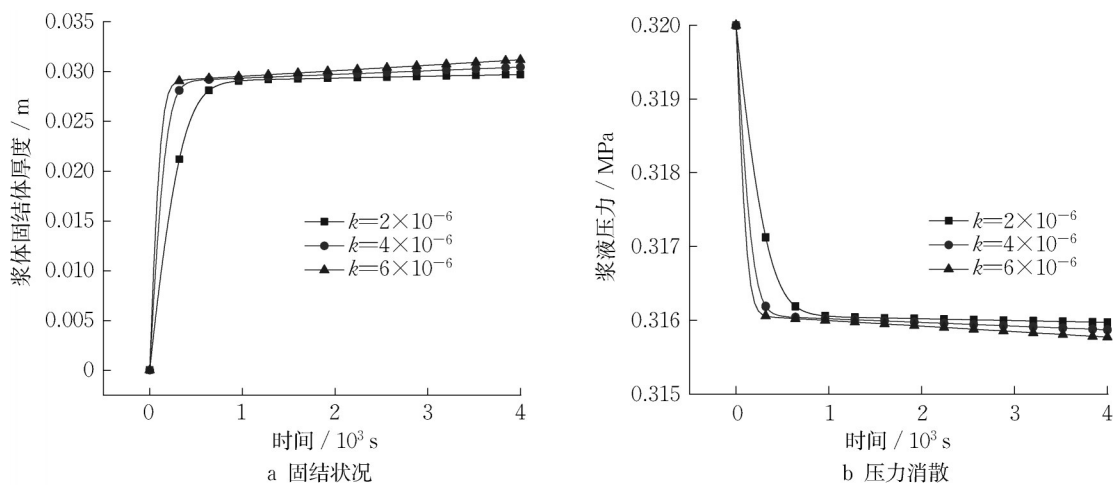 0.035
0.030
0.025
0.020
0.015
0.010
0.005
0
浆体固结体厚度 / m
k=2×10⁻⁶
k=4×10⁻⁶
k=6×10⁻⁶
0 1 2 3 4
时间 / 10³ s
a 固结状况
0.320
0.319
0.318
0.317
0.316
0.315
浆液压力 / MPa
k=2×10⁻⁶
k=4×10⁻⁶
k=6×10⁻⁶
0 1 2 3 4
时间 / 10³ s
b 压力消散